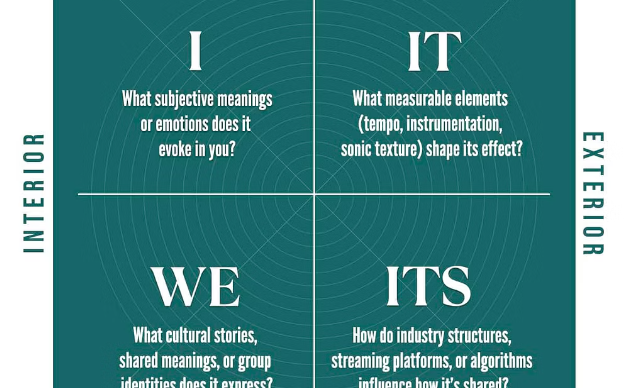 I
What subjective meanings
or emotions does it
evoke in you?
IT
What measurable elements
(tempo, instrumentation,
sonic texture) shape its effect?
INTERIOR
EXTERIOR
WE
What cultural stories,
shared meanings, or group
identities does it express?
ITS
How do industry structures,
streaming platforms, or algorithms
influence how it's shared?